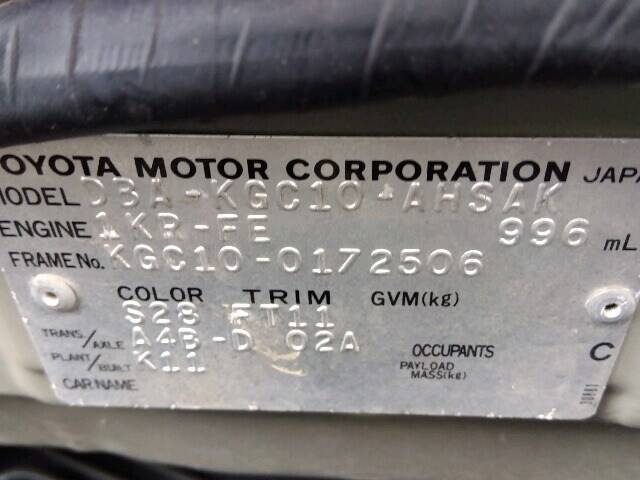 TOYOTA MOTOR CORPORATION JAPAN
MODEL DBA-KGC10-AHSAK
ENGINE 1KR-FE 996 mL
FRAME No. KGC10-0172506
COLOR TRIM GVM(kg)
S28 FT11
TRANS/AXLE A4B-D 02A
PLANT/BUILT K11
OCCUPANTS C
PAYLOAD MASS(kg)
CAR NAME